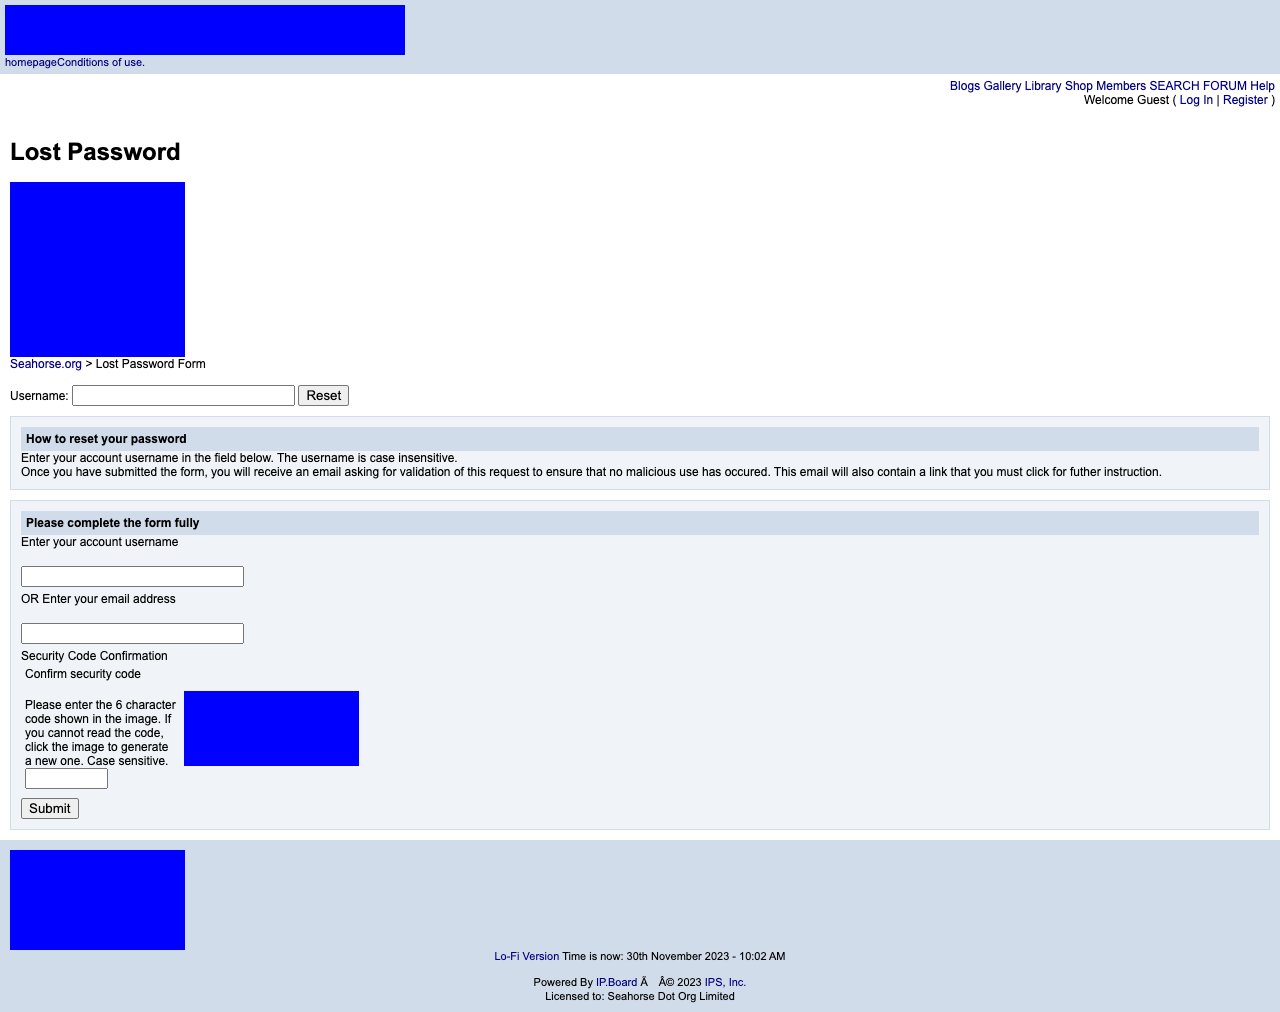 homepageConditions of use.
Blogs Gallery Library Shop Members SEARCH FORUM Help
Welcome Guest ( Log In | Register )
Lost Password
Seahorse.org > Lost Password Form
Username:
Reset
How to reset your password
Enter your account username in the field below. The username is case insensitive.
Once you have submitted the form, you will receive an email asking for validation of this request to ensure that no malicious use has occured. This email will also contain a link that you must click for futher instruction.
Please complete the form fully
Enter your account username
OR Enter your email address
Security Code Confirmation
Confirm security code
Please enter the 6 character
code shown in the image. If
you cannot read the code,
click the image to generate
a new one. Case sensitive.
Submit
Lo-Fi Version Time is now: 30th November 2023 - 10:02 AM
Powered By IP.Board Ã Â© 2023 IPS, Inc.
Licensed to: Seahorse Dot Org Limited